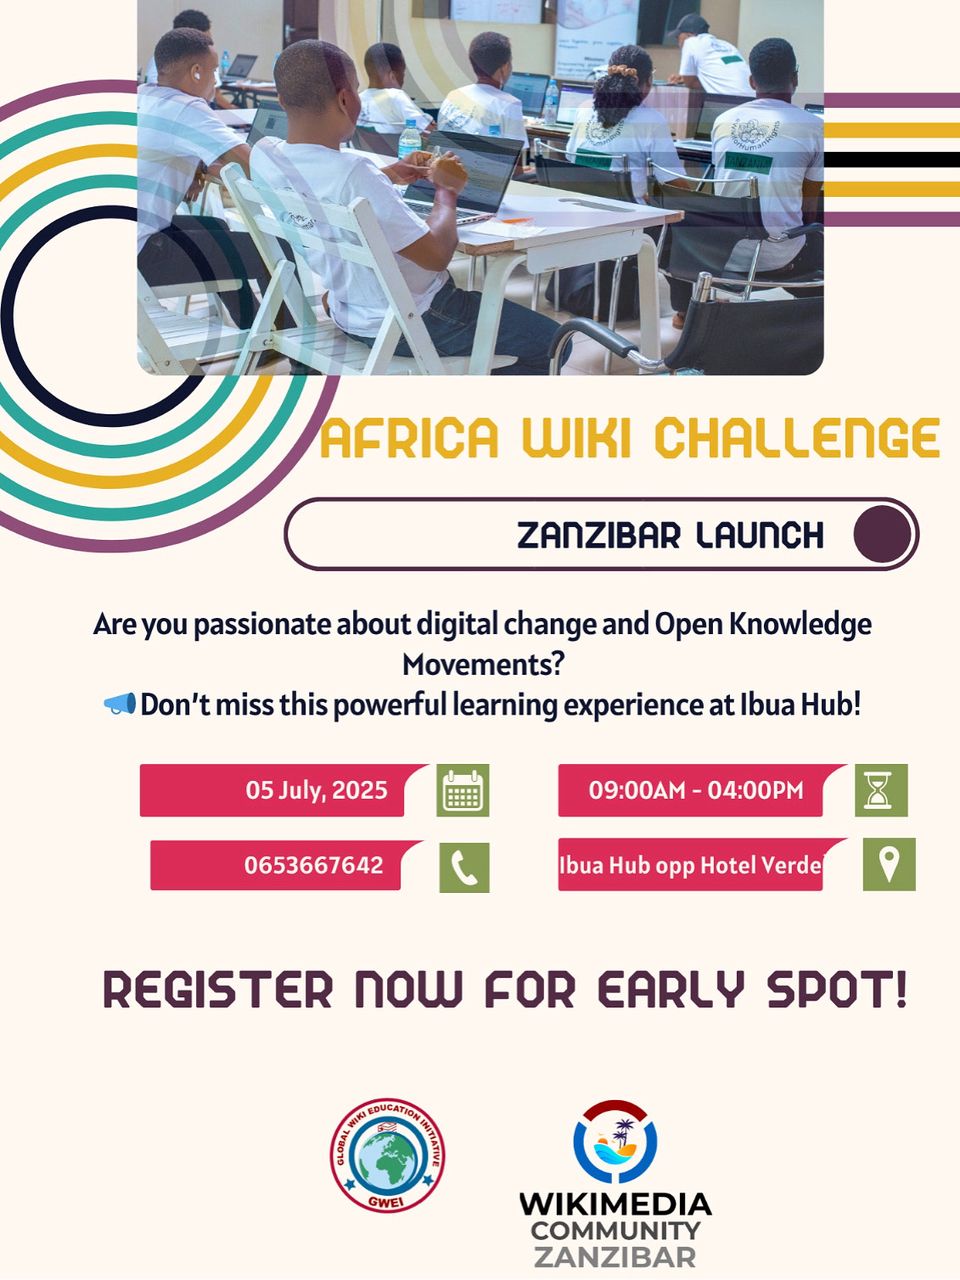 AFRICA WIKI CHALLENGE
ZANZIBAR LAUNCH
Are you passionate about digital change and Open Knowledge
Movements?
📢Don't miss this powerful learning experience at Ibua Hub!
05 July, 2025
09:00AM - 04:00PM
0653667642
Ibua Hub opp Hotel Verde
REGISTER NOW FOR EARLY SPOT!
GLOBAL WIKI EDUCATION INITIATIVE
GWEI
WIKIMEDIA
COMMUNITY
ZANZIBAR